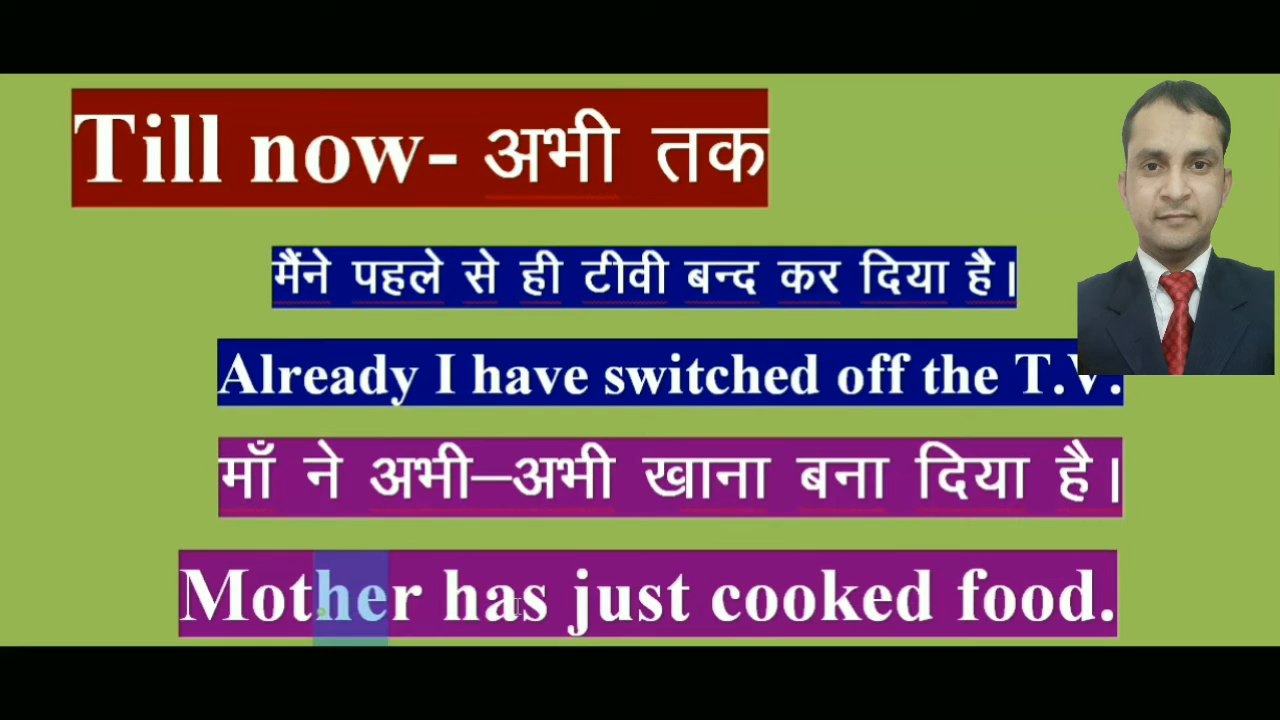 Till now- अभी तक
मैंने पहले से ही टीवी बन्द कर दिया है।
Already I have switched off the T.V.
माँ ने अभी–अभी खाना बना दिया है।
Mother has just cooked food.